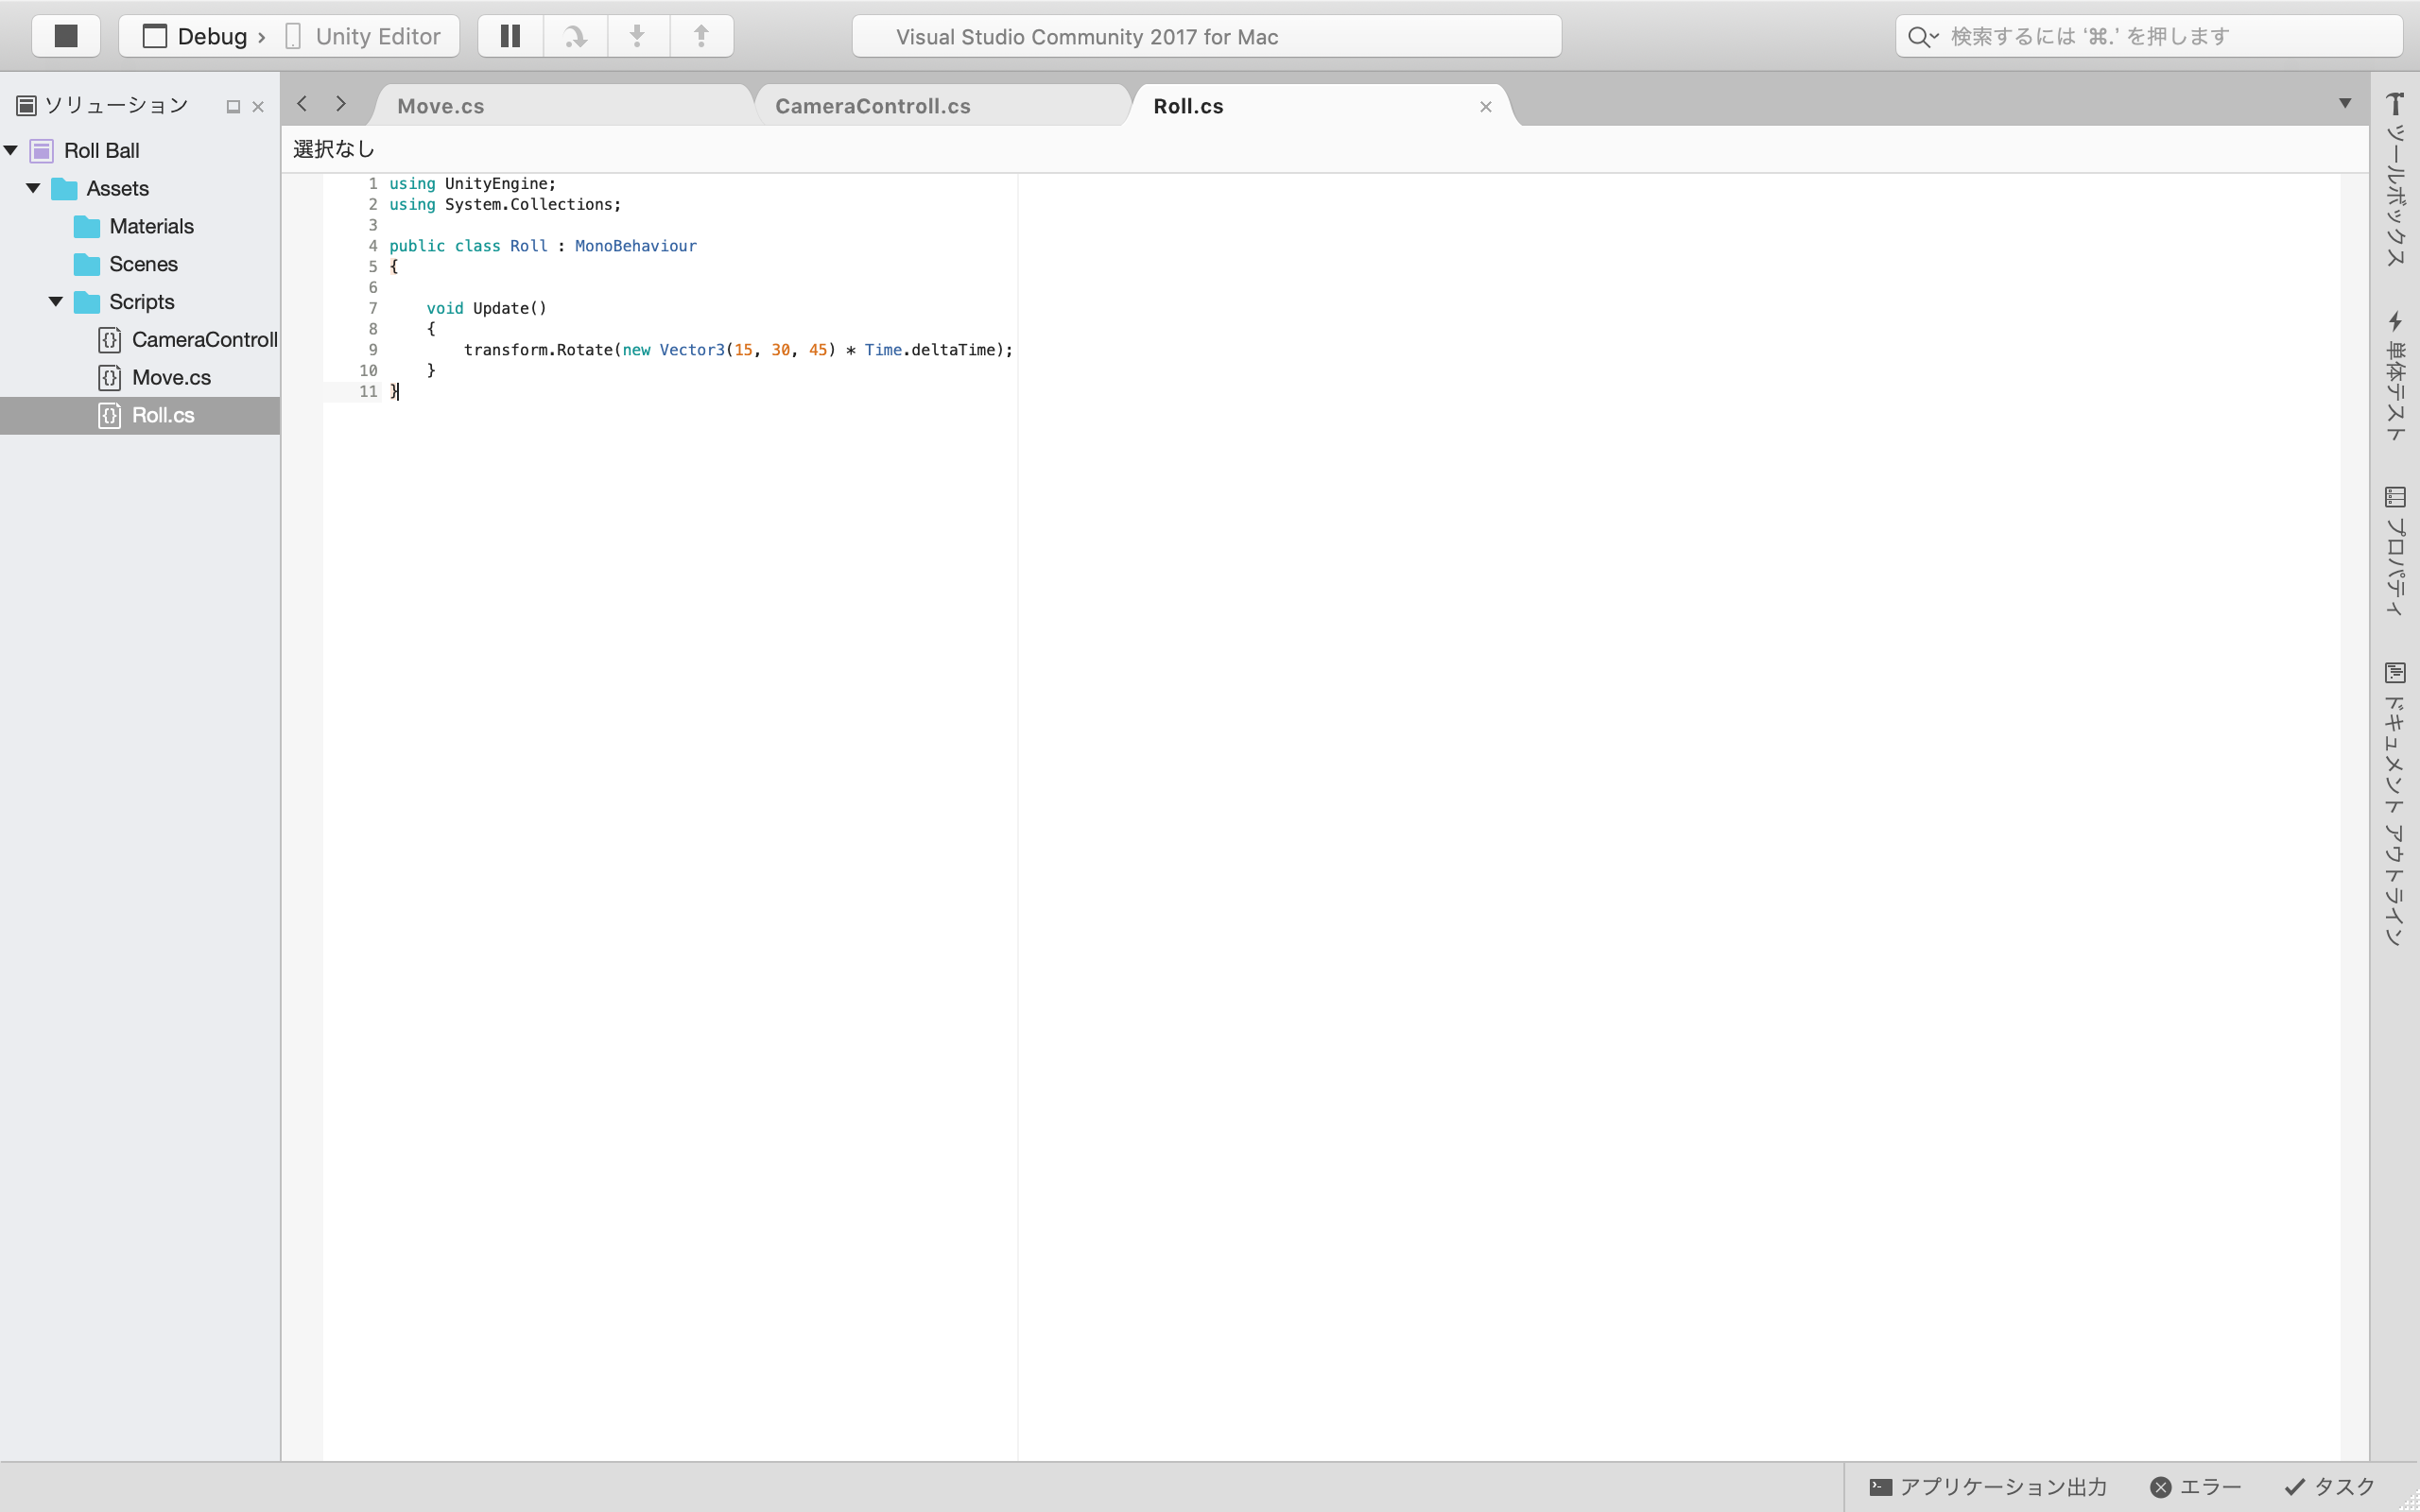 Debug › Unity Editor
Visual Studio Community 2017 for Mac
検索するには ‘⌘.’ を押します
ソリューション
Roll Ball
Assets
Materials
Scenes
Scripts
CameraControll
Move.cs
Roll.cs
Move.cs
CameraControll.cs
Roll.cs
選択なし
1 using UnityEngine;
2 using System.Collections;
3
4 public class Roll : MonoBehaviour
5 {
6
7 void Update()
8 {
9 transform.Rotate(new Vector3(15, 30, 45) * Time.deltaTime);
10 }
11 }
ツールボックス
単体テスト
プロパティ
ドキュメント アウトライン
アプリケーション出力
エラー
タスク